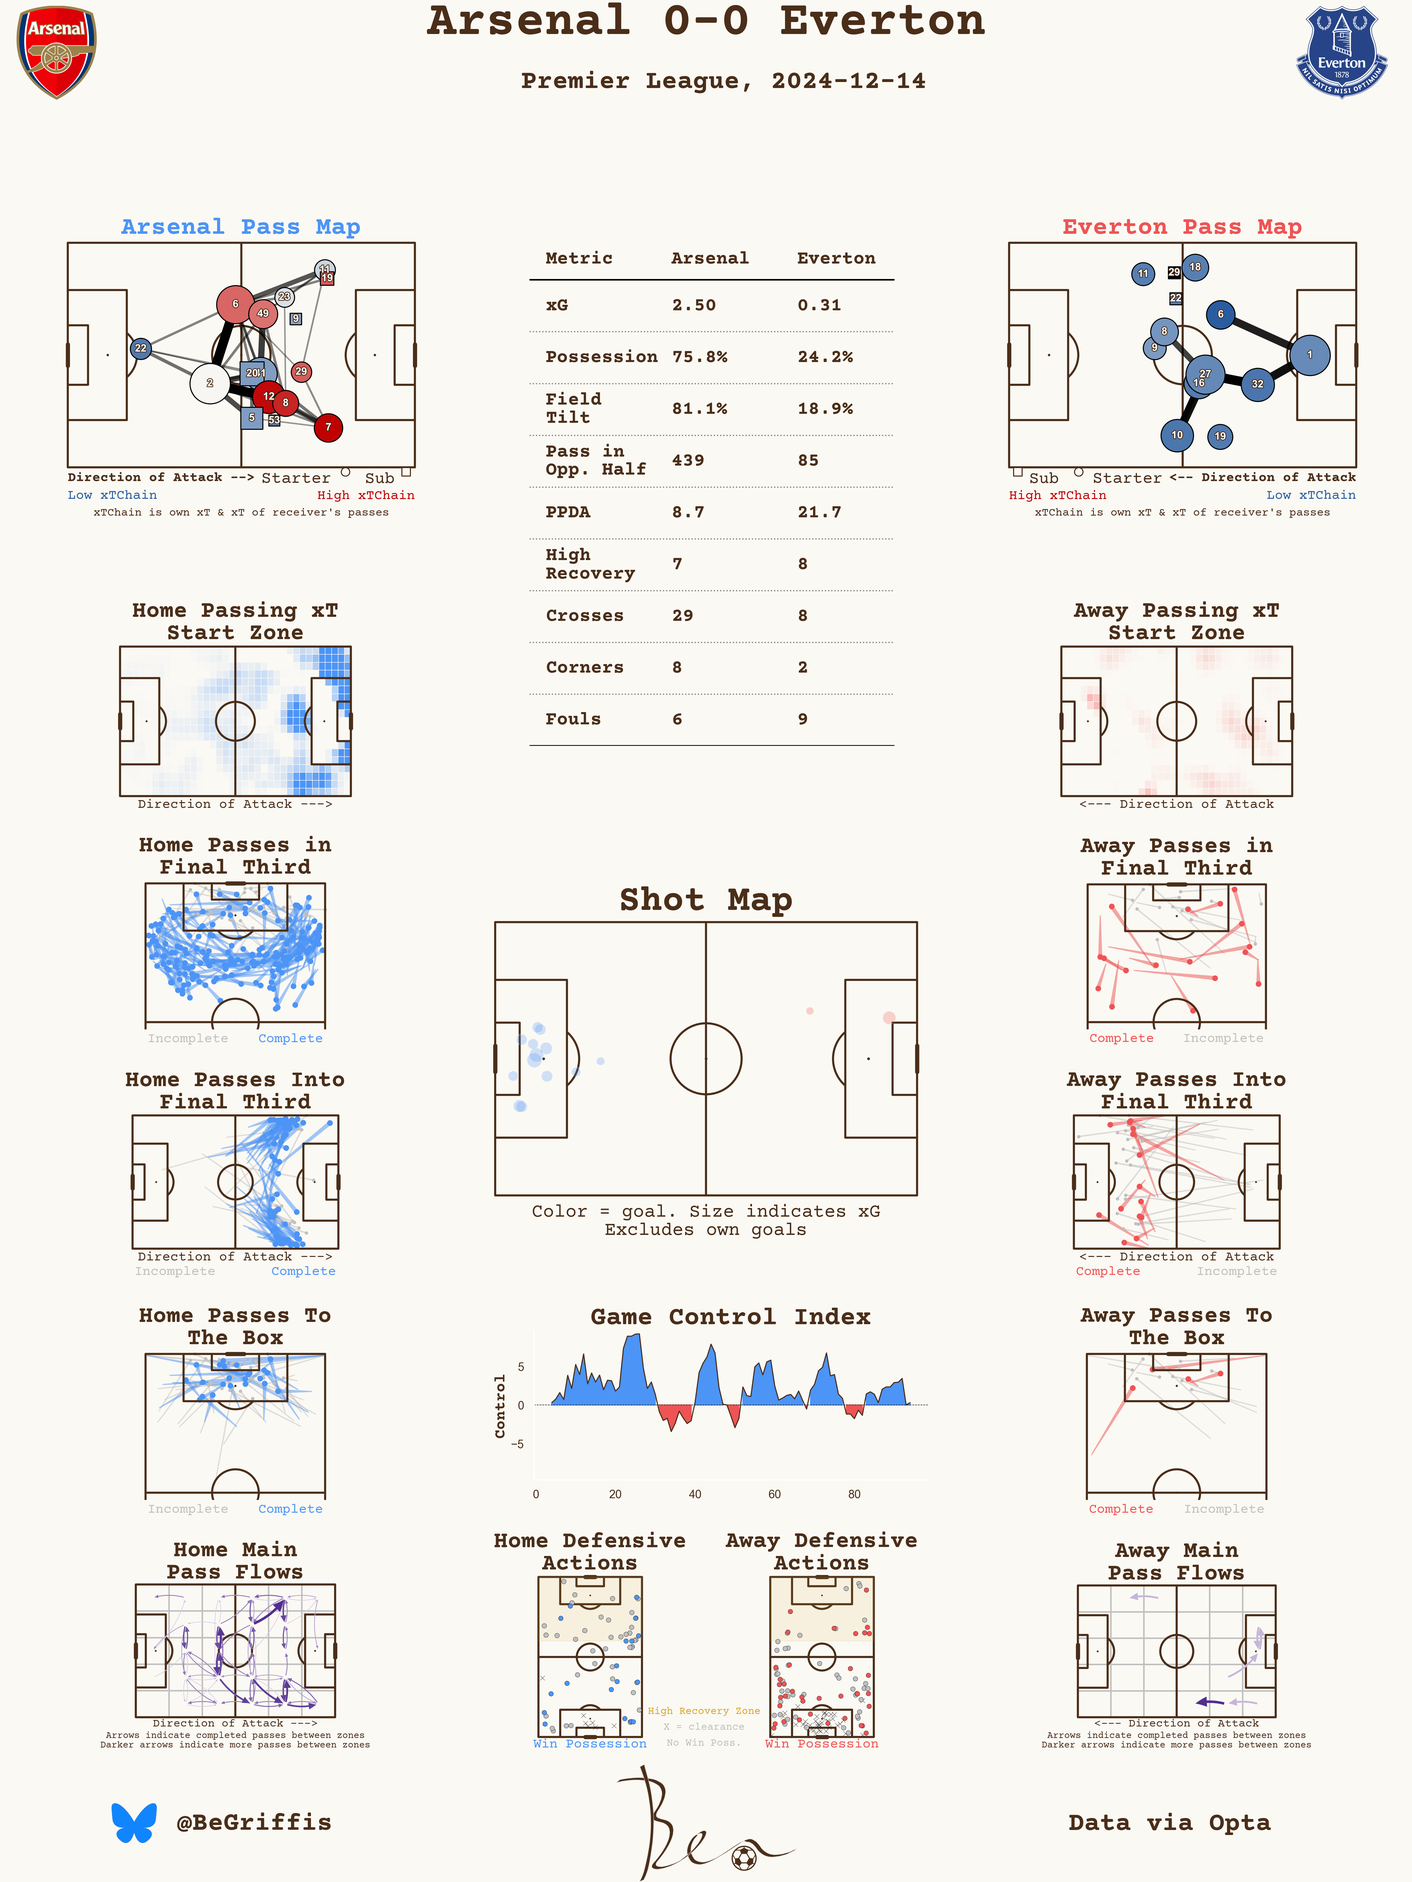 Arsenal 0-0 Everton
Premier League, 2024-12-14
Arsenal
Everton
1878
NIL SATIS NISI OPTIMUM
Arsenal Pass Map
11
19
6
23
49
9
22
20
41
29
2
12
8
5
53
7
Direction of Attack --> Starter Sub
Low xTChain High xTChain
xTChain is own xT & xT of receiver's passes
Metric Arsenal Everton
xG 2.50 0.31
Possession 75.8% 24.2%
Field Tilt 81.1% 18.9%
Pass in Opp. Half 439 85
PPDA 8.7 21.7
High Recovery 7 8
Crosses 29 8
Corners 8 2
Fouls 6 9
Everton Pass Map
11
29
18
22
6
8
9
1
27
16
32
10
19
Sub Starter <-- Direction of Attack
High xTChain Low xTChain
xTChain is own xT & xT of receiver's passes
Home Passing xT
Start Zone
Direction of Attack --->
Away Passing xT
Start Zone
<--- Direction of Attack
Home Passes in
Final Third
Incomplete Complete
Shot Map
Color = goal. Size indicates xG
Excludes own goals
Away Passes in
Final Third
Complete Incomplete
Home Passes Into
Final Third
Direction of Attack --->
Incomplete Complete
Away Passes Into
Final Third
<--- Direction of Attack
Complete Incomplete
Home Passes To
The Box
Incomplete Complete
Game Control Index
Control
5
0
−5
0 20 40 60 80
Away Passes To
The Box
Complete Incomplete
Home Main
Pass Flows
Direction of Attack --->
Arrows indicate completed passes between zones
Darker arrows indicate more passes between zones
Home Defensive
Actions
Win Possession
High Recovery Zone
X = clearance
No Win Poss.
Away Defensive
Actions
Win Possession
Away Main
Pass Flows
<--- Direction of Attack
Arrows indicate completed passes between zones
Darker arrows indicate more passes between zones
@BeGriffis
Ben
Data via Opta